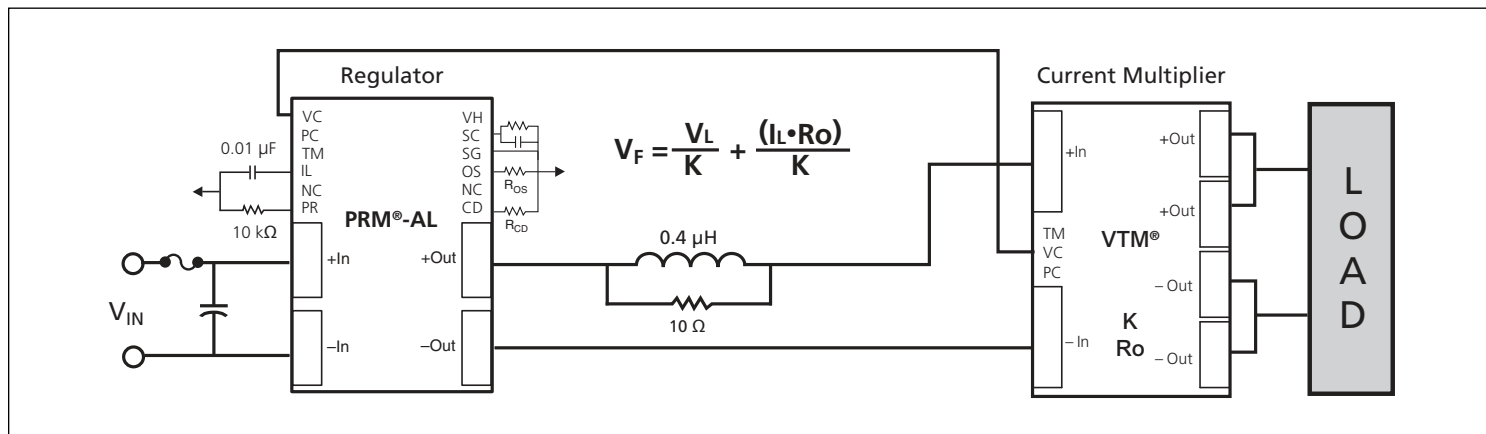 Regulator
Current Multiplier
VC
PC
TM
IL
NC
PR
VH
SC
SG
OS
NC
CD
0.01 µF
10 kΩ
R_OS
R_CD
PRM®-AL
+In
–In
+Out
–Out
V_IN
V_F = V_L/K + (I_L•Ro)/K
0.4 µH
10 Ω
+In
TM
VC
PC
– In
VTM®
K
Ro
+Out
+Out
– Out
– Out
LOAD